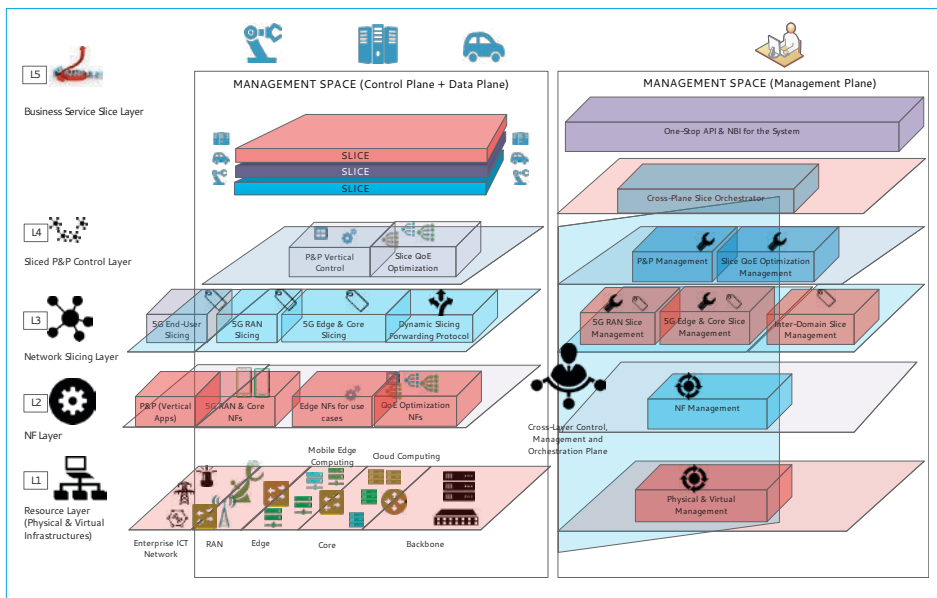 L5
Business Service Slice Layer
MANAGEMENT SPACE (Control Plane + Data Plane)
MANAGEMENT SPACE (Management Plane)
One-Stop API & NBI for the System
SLICE
SLICE
SLICE
Cross-Plane Slice Orchestrator
L4
Sliced P&P Control Layer
P&P Vertical
Control
Slice QoE
Optimization
P&P Management
Slice QoE Optimization
Management
L3
Network Slicing Layer
5G End-User
Slicing
5G RAN
Slicing
5G Edge & Core
Slicing
Dynamic Slicing
Forwarding Protocol
5G RAN Slice
Management
5G Edge & Core Slice
Management
Inter-Domain Slice
Management
L2
NF Layer
P&P (Vertical
Apps)
5G RAN & Core
NFs
Edge NFs for use
cases
QoE Optimization
NFs
Cross-Layer Control,
Management and
Orchestration Plane
NF Management
L1
Resource Layer
(Physical & Virtual
Infrastructures)
Mobile Edge
Computing
Cloud Computing
Enterprise ICT
Network
RAN
Edge
Core
Backbone
Physical & Virtual
Management